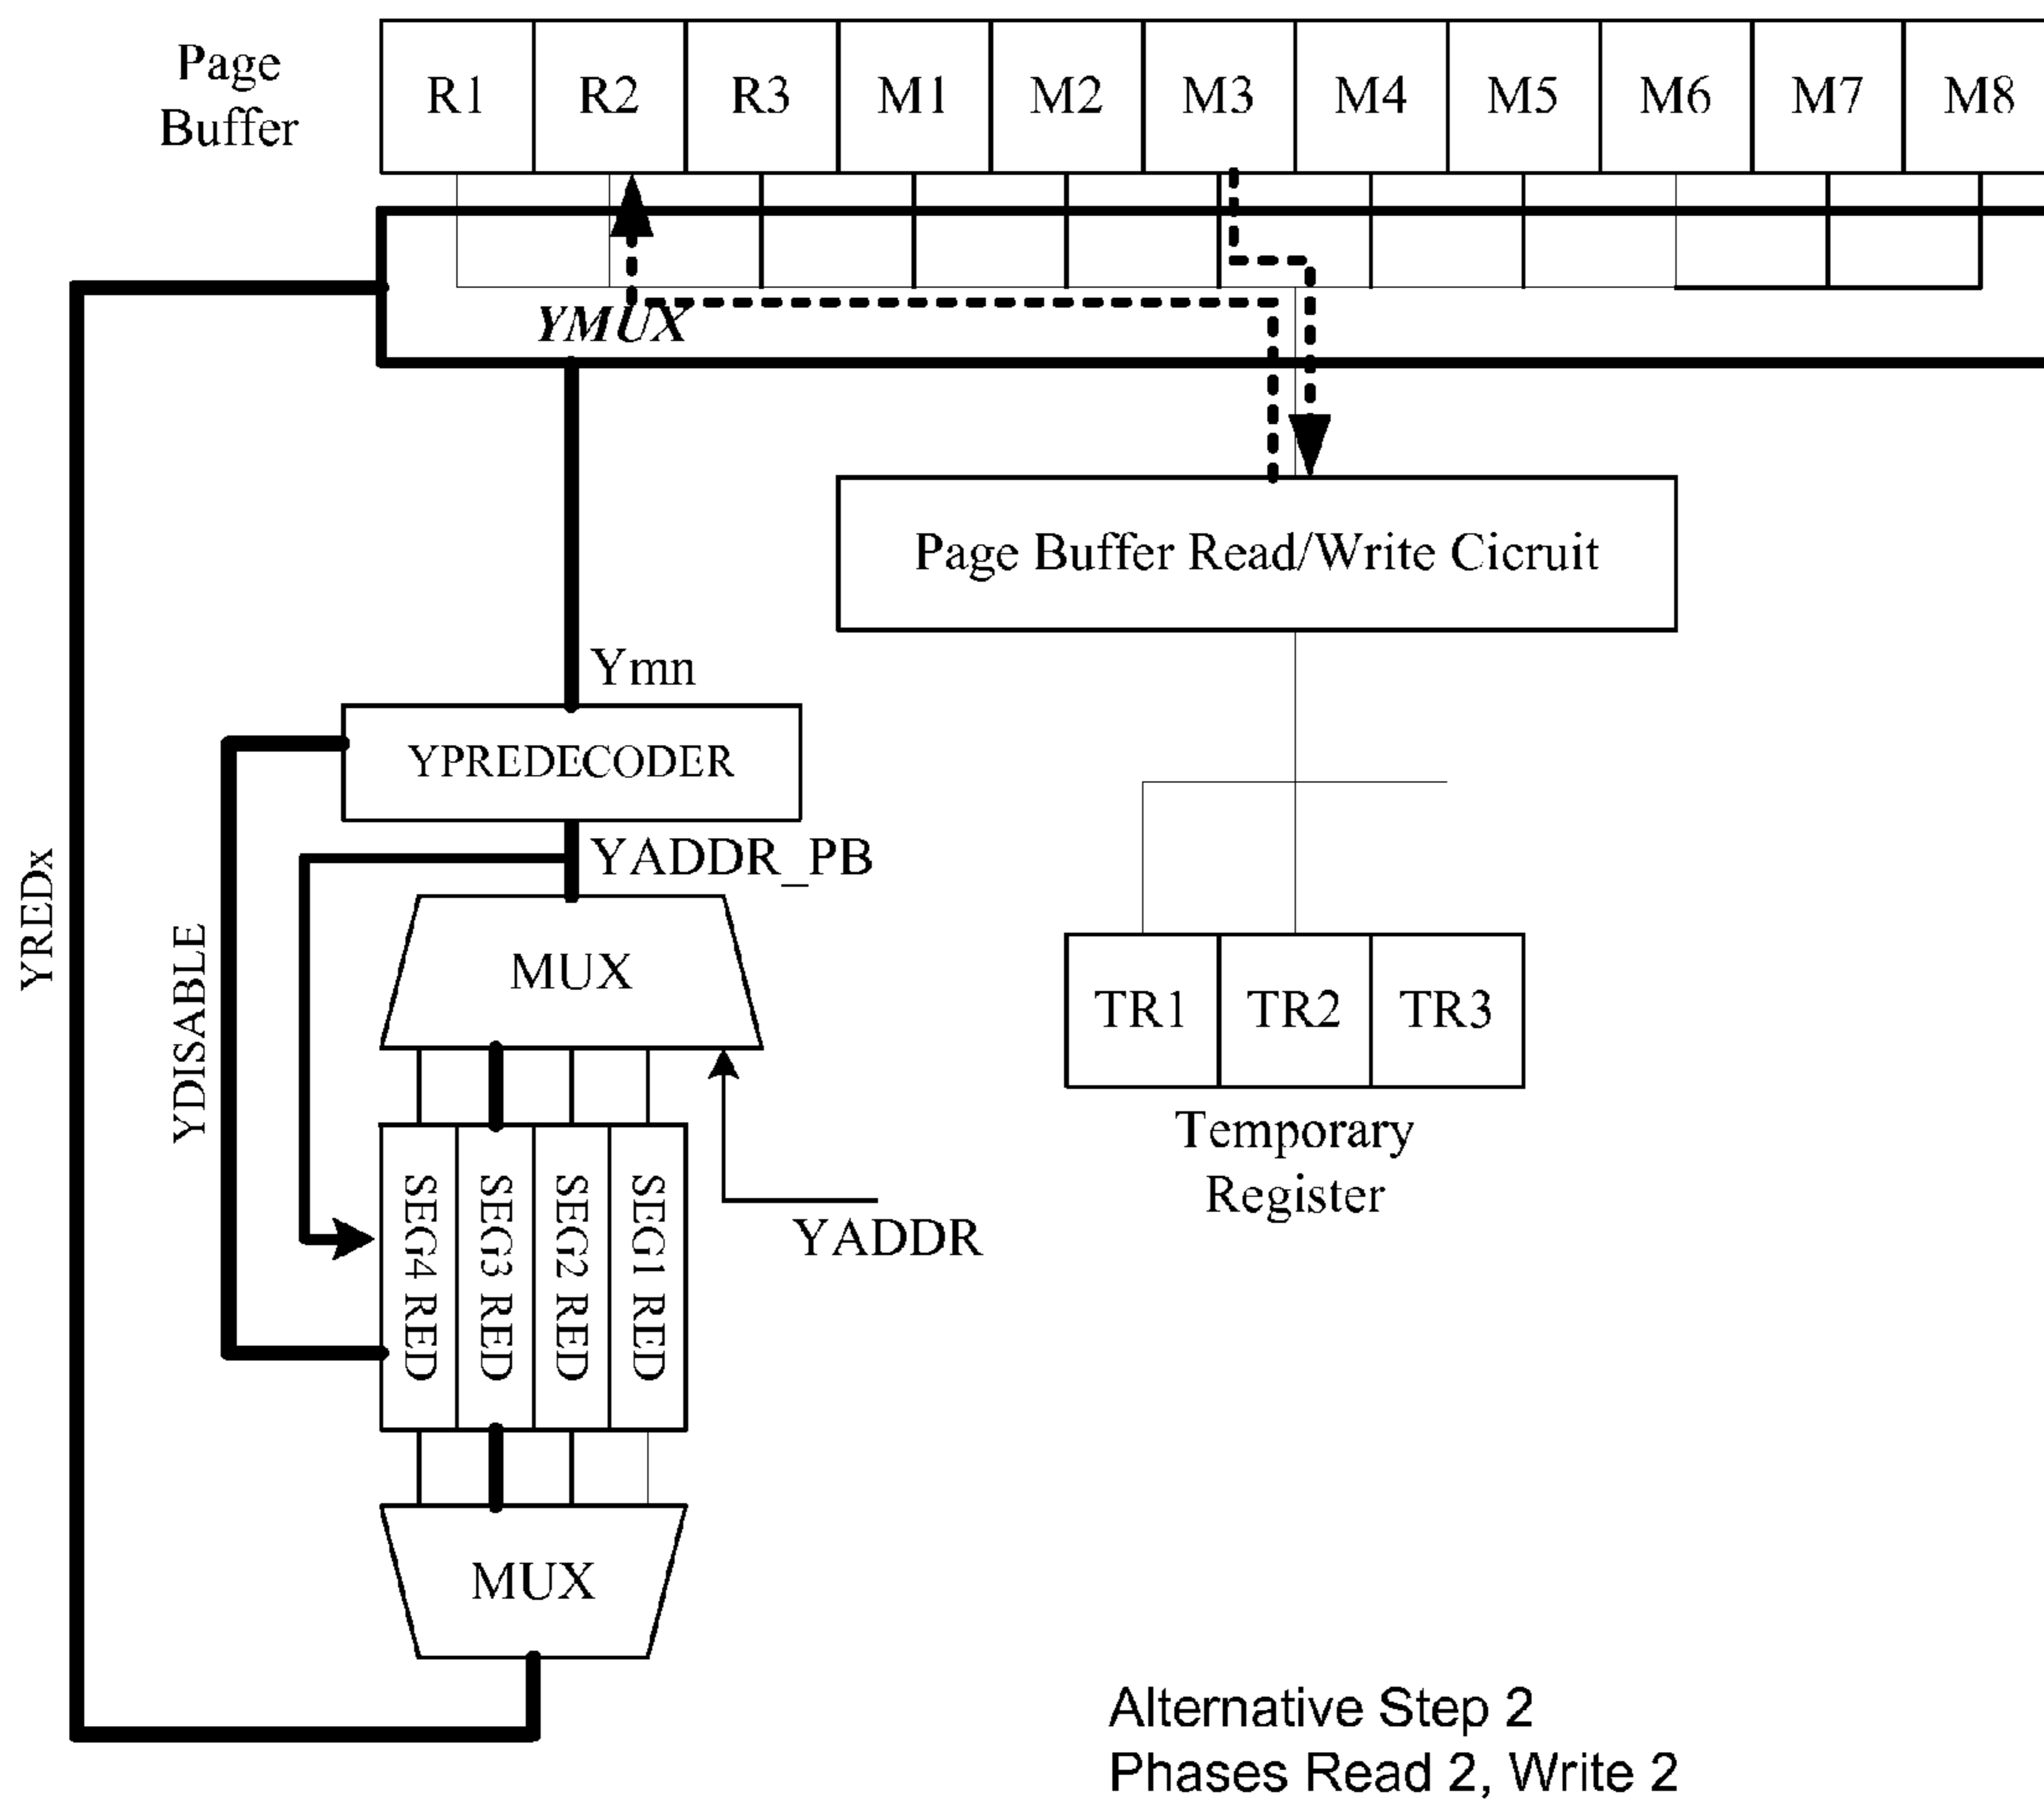 Page
Buffer
R1 R2 R3 M1 M2 M3 M4 M5 M6 M7 M8
YMUX
Page Buffer Read/Write Cicruit
Ymn
YPREDECODER
YADDR_PB
YREDx
YDISABLE
MUX
TR1 TR2 TR3
Temporary
Register
SEG4 RED
SEG3 RED
SEG2 RED
SEG1 RED
YADDR
MUX
Alternative Step 2
Phases Read 2, Write 2